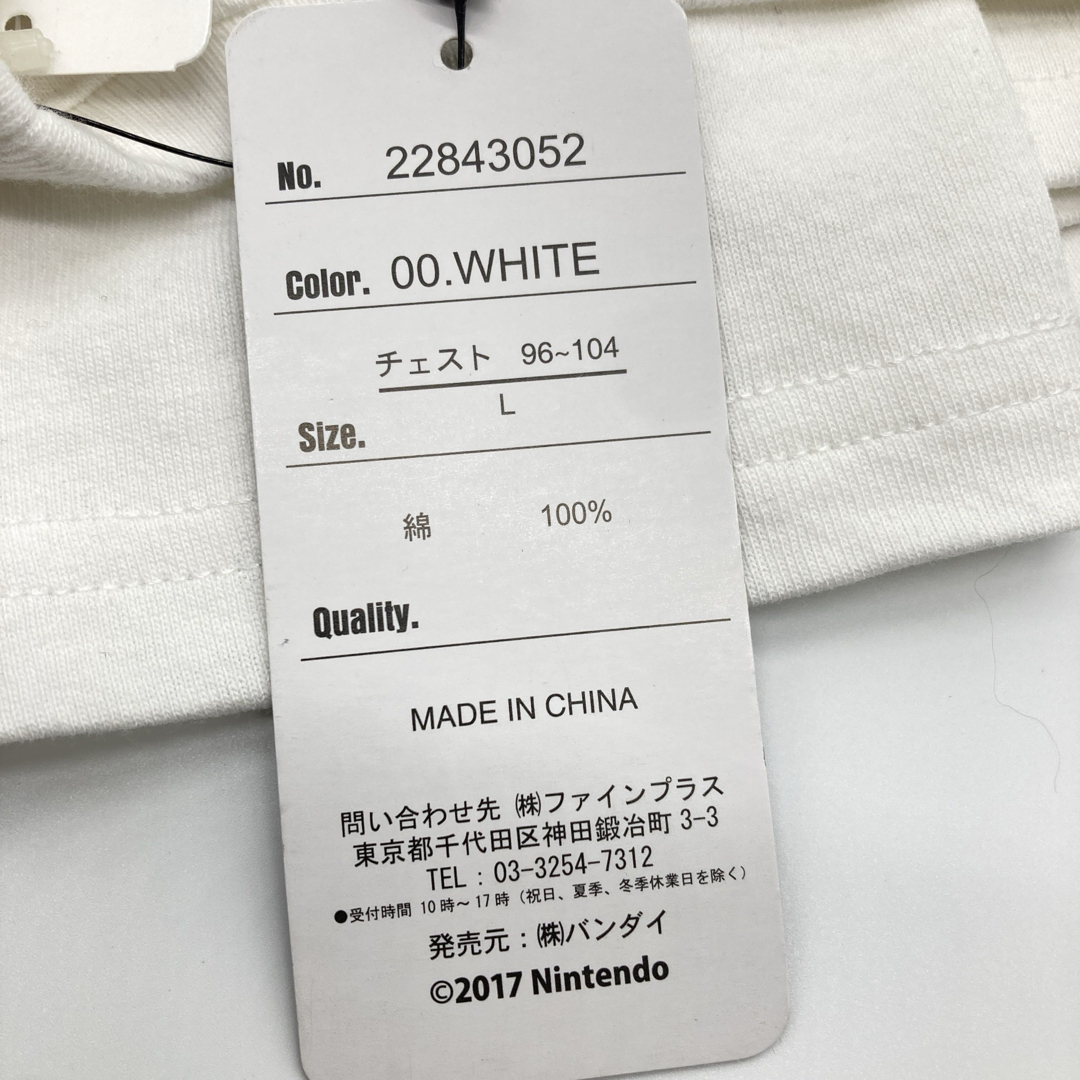 No. 22843052
Color. 00.WHITE
チェスト 96~104
L
Size.
綿 100%
Quality.
MADE IN CHINA
問い合わせ先 ㈱ファインプラス
東京都千代田区神田鍛冶町 3-3
TEL : 03-3254-7312
●受付時間 10時〜17時（祝日、夏季、冬季休業日を除く）
発売元：㈱バンダイ
©2017 Nintendo